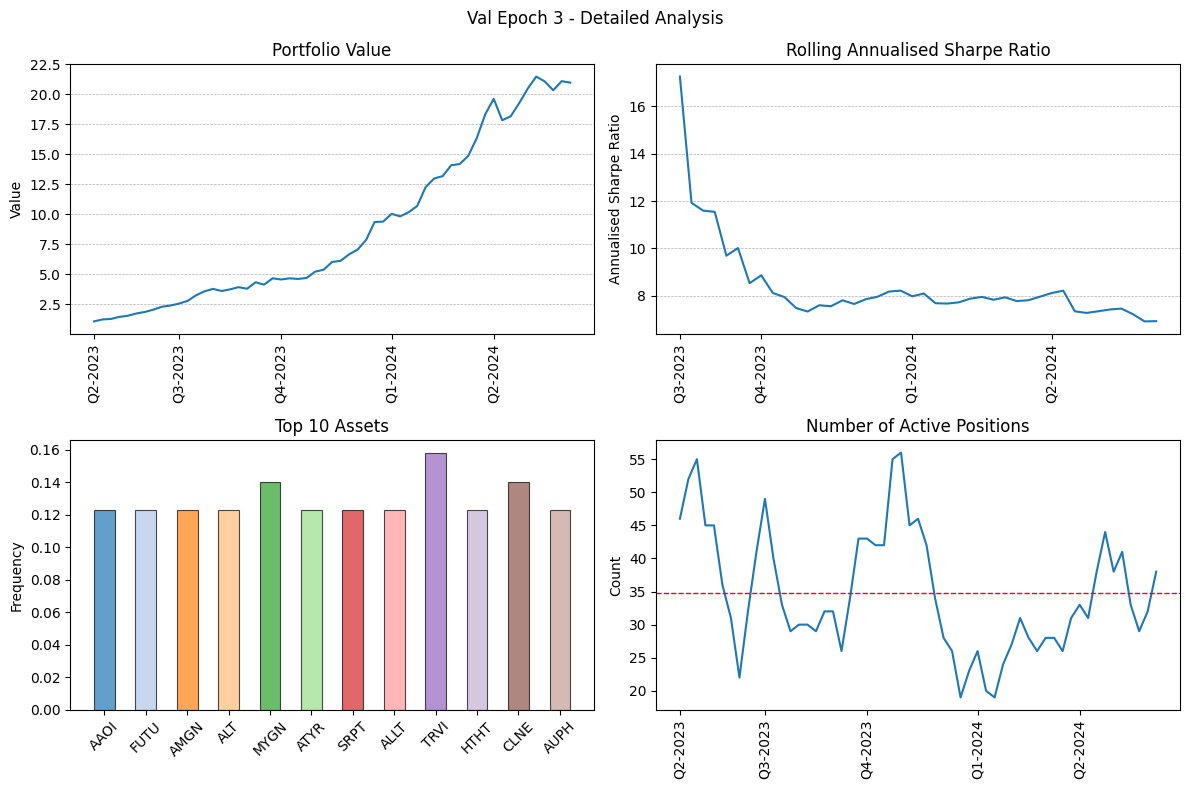 Val Epoch 3 - Detailed Analysis
Portfolio Value
Value
22.5
20.0
17.5
15.0
12.5
10.0
7.5
5.0
2.5
Q2-2023
Q3-2023
Q4-2023
Q1-2024
Q2-2024
Rolling Annualised Sharpe Ratio
Annualised Sharpe Ratio
16
14
12
10
8
Q3-2023
Q4-2023
Q1-2024
Q2-2024
Top 10 Assets
Frequency
0.16
0.14
0.12
0.10
0.08
0.06
0.04
0.02
0.00
AAOI
FUTU
AMGN
ALT
MYGN
ATYR
SRPT
ALLT
TRVI
HTHT
CLNE
AUPH
Number of Active Positions
Count
55
50
45
40
35
30
25
20
Q2-2023
Q3-2023
Q4-2023
Q1-2024
Q2-2024